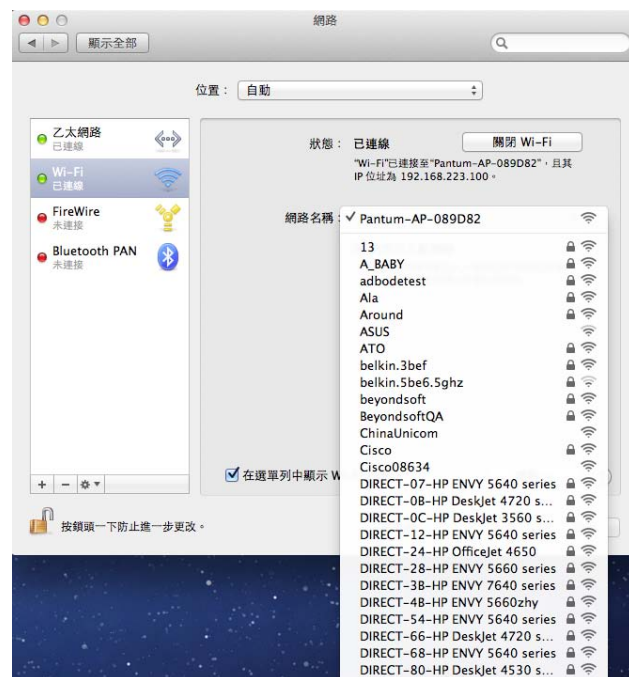 網路
顯示全部
位置： 自動
乙太網路
已連線
Wi-Fi
已連線
FireWire
未連接
Bluetooth PAN
未連接
狀態： 已連線 關閉 Wi-Fi
“Wi-Fi”已連接至“Pantum-AP-089D82”，且其
IP 位址為 192.168.223.100。
網路名稱： ✓ Pantum-AP-089D82
13
A_BABY
adbodetest
Ala
Around
ASUS
ATO
belkin.3bef
belkin.5be6.5ghz
beyondsoft
BeyondsoftQA
ChinaUnicom
Cisco
Cisco08634
DIRECT-07-HP ENVY 5640 series
DIRECT-0B-HP DeskJet 4720 s...
DIRECT-0C-HP DeskJet 3560 s...
DIRECT-12-HP ENVY 5640 series
DIRECT-24-HP OfficeJet 4650
DIRECT-28-HP ENVY 5660 series
DIRECT-3B-HP ENVY 7640 series
DIRECT-4B-HP ENVY 5660zhy
DIRECT-54-HP ENVY 5640 series
DIRECT-66-HP DeskJet 4720 s...
DIRECT-68-HP ENVY 5640 series
DIRECT-80-HP DeskJet 4530 s...
在選單列中顯示 W
按鎖頭一下防止進一步更改。